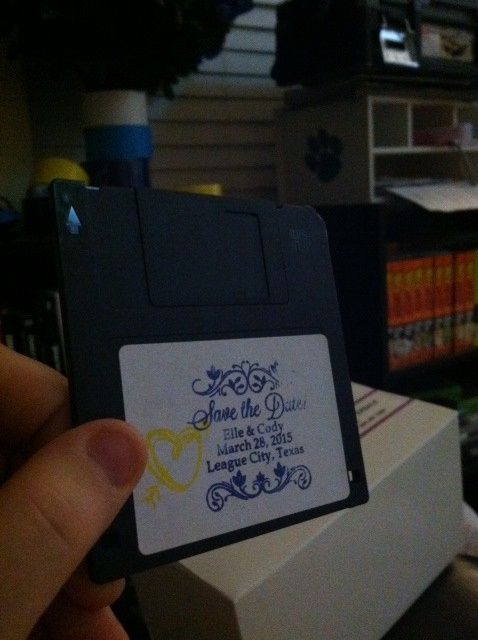 Save the Date!
Elle & Cody
March 28, 2015
League City, Texas